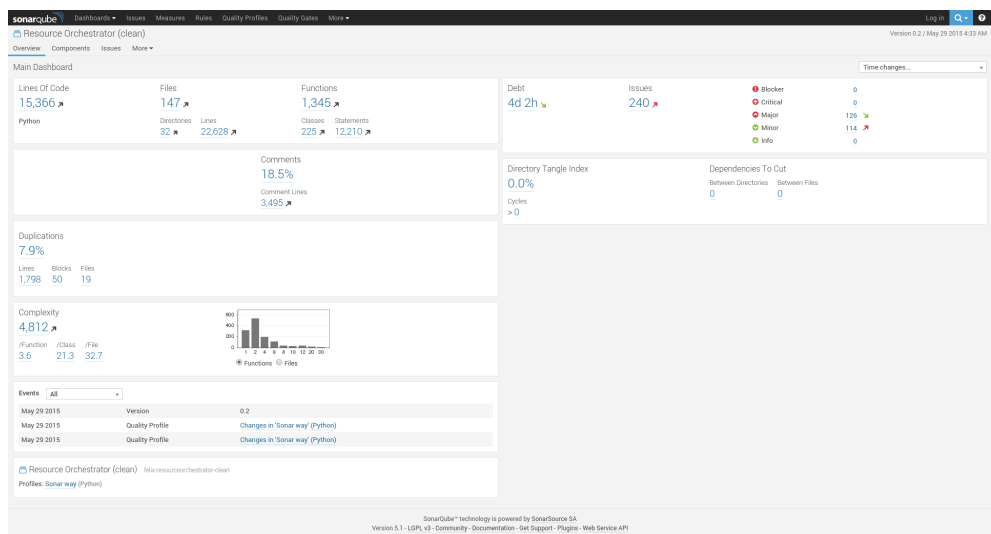 sonarqube Dashboards Issues Measures Rules Quality Profiles Quality Gates More Log in
Resource Orchestrator (clean) Version 0.2 / May 29 2015 4:33 AM
Overview Components Issues More
Main Dashboard Time changes...
Lines Of Code Files Functions
15,366 147 1,345
Python Directories Lines Classes Statements
32 22,628 225 12,210
Comments
18.5%
Comment Lines
3,495
Duplications
7.9%
Lines Blocks Files
1,798 50 19
Complexity
4,812
/Function /Class /File
3.6 21.3 32.7
600
400
200
0
1 2 4 6 8 10 12 20 30
Functions Files
Events All
May 29 2015 Version 0.2
May 29 2015 Quality Profile Changes in 'Sonar way' (Python)
May 29 2015 Quality Profile Changes in 'Sonar way' (Python)
Resource Orchestrator (clean) felix:resourceorchestrator-clean
Profiles: Sonar way (Python)
Debt Issues
4d 2h 240
Blocker 0
Critical 0
Major 126
Minor 114
Info 0
Directory Tangle Index Dependencies To Cut
0.0% Between Directories Between Files
0 0
Cycles
> 0
SonarQube™ technology is powered by SonarSource SA
Version 5.1 - LGPL v3 - Community - Documentation - Get Support - Plugins - Web Service API